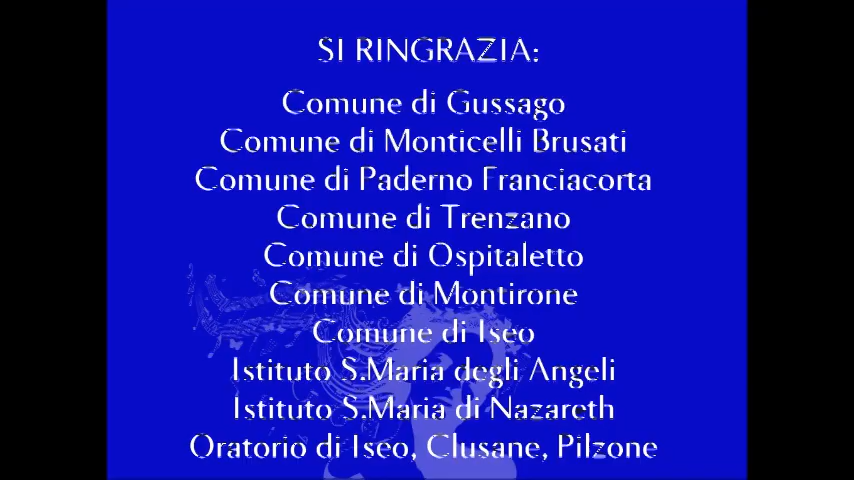 SI RINGRAZIA:
Comune di Gussago
Comune di Monticelli Brusati
Comune di Paderno Franciacorta
Comune di Trenzano
Comune di Ospitaletto
Comune di Montirone
Comune di Iseo
Istituto S.Maria degli Angeli
Istituto S.Maria di Nazareth
Oratorio di Iseo, Clusane, Pilzone